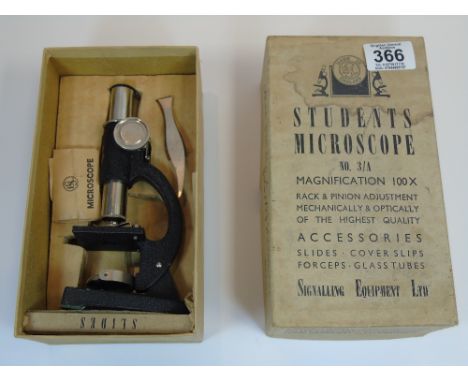 MICROSCOPE
SLIDES
366
STUDENTS
MICROSCOPE
NO. 3/A
MAGNIFICATION 100X
RACK & PINION ADJUSTMENT
MECHANICALLY & OPTICALLY
OF THE HIGHEST QUALITY
ACCESSORIES
SLIDES · COVER SLIPS
FORCEPS · GLASS TUBES
SIGNALLING EQUIPMENT LTD